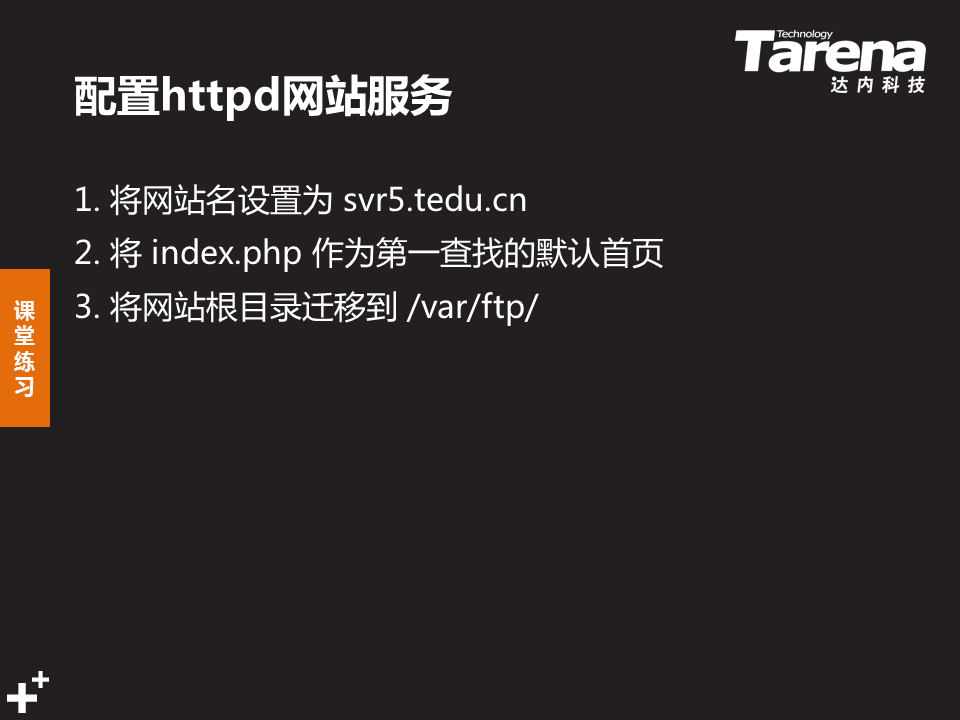 Technology
Tarena
达内科技
配置httpd网站服务
1. 将网站名设置为 svr5.tedu.cn
2. 将 index.php 作为第一查找的默认首页
3. 将网站根目录迁移到 /var/ftp/
课
堂
练
习